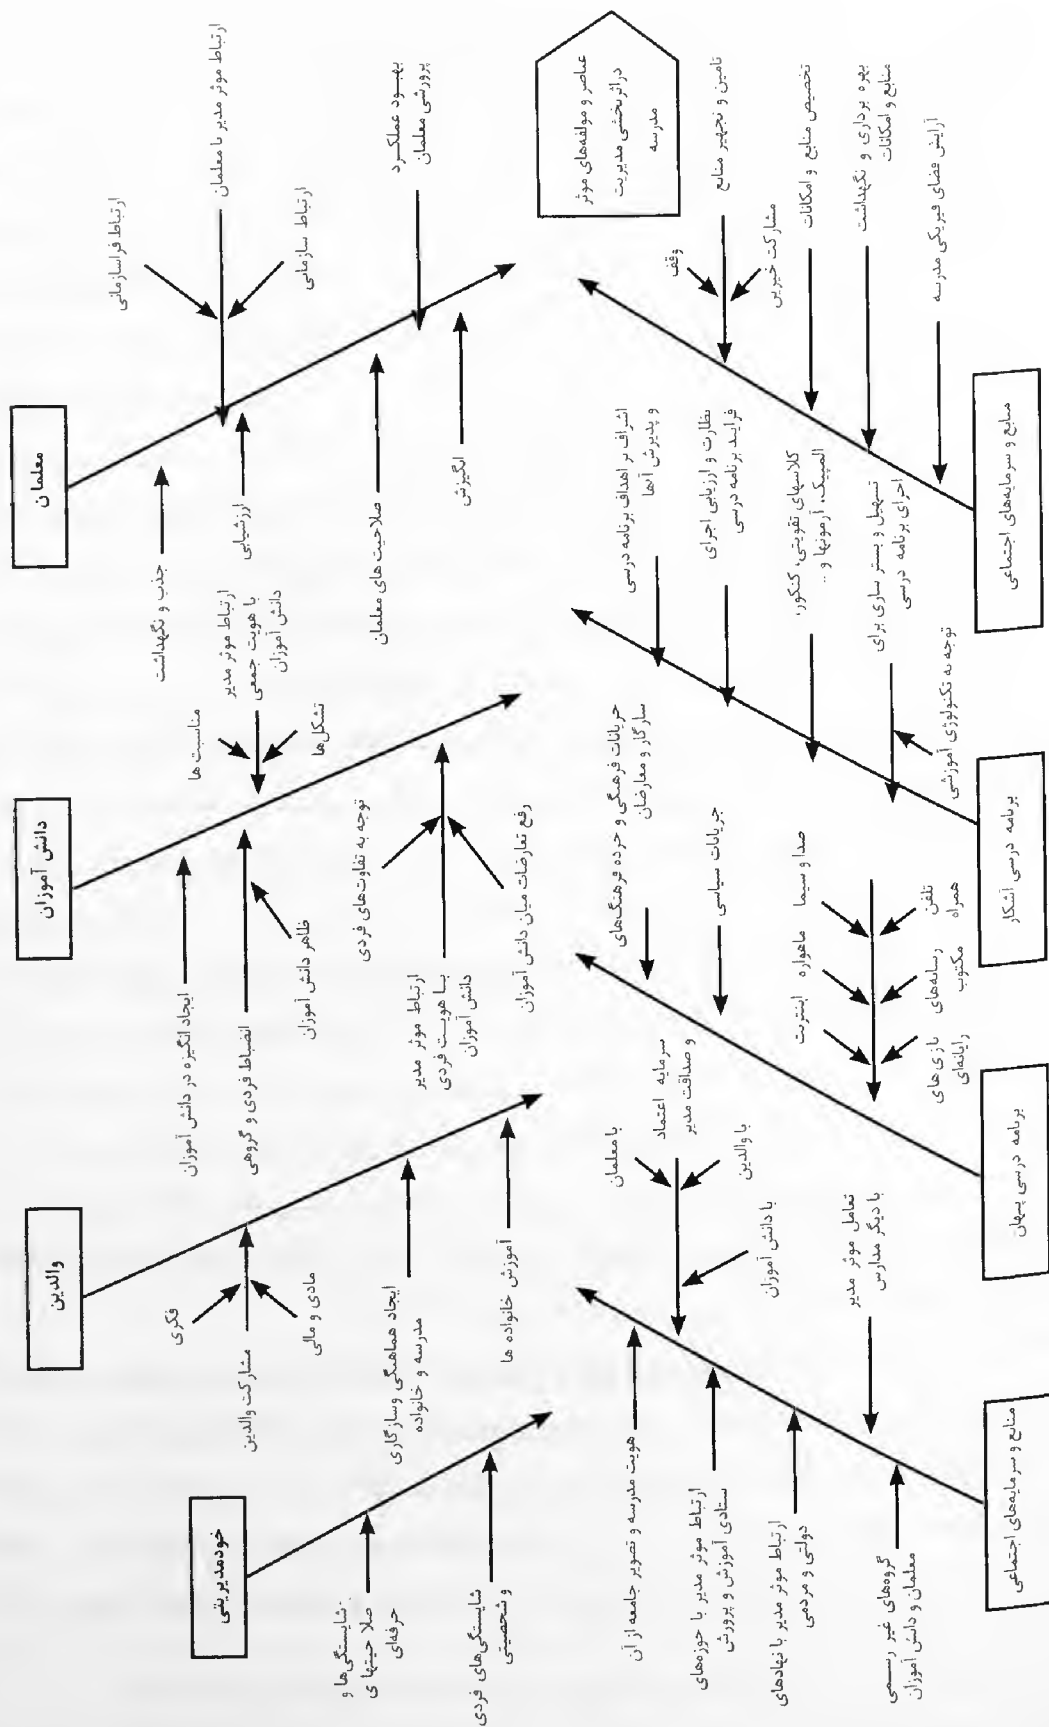 عناصر و مولفه‌های موثر
دراثربخشی مدیریت
مدرسه
معلمان
جذب و نگهداشت
ارتباط فراسازمانی
ارتباط موثر مدیر با معلمان
ارتباط سازمانی
ارزشیابی
صلاحیت‌های معلمان
بهبود عملکرد
پرورشی معلمان
انگیزش
دانش آموزان
ایجاد انگیزه در دانش آموزان
مناسبت ها
ارتباط موثر مدیر
با هویت جمعی
دانش آموزان
تشکل‌ها
انضباط فردی و گروهی
ظاهر دانش آموزان
توجه به تفاوت‌های فردی
ارتباط موثر مدیر
با هویت فردی
دانش آموزان
رفع تعارضات میان دانش آموزان
والدین
فکری
مشارکت والدین
مادی و مالی
ایجاد هماهنگی وسازگاری
مدرسه و خانواده
آموزش خانواده ها
خودمدیریتی
شایستگی‌ها و
صلا حیتها ی
حرفه‌ای
شایستگی‌های فردی
و شخصیتی
وقف
تامین و تجهیز منابع
مشارکت خیرین
تخصیص منابع و امکانات
بهره برداری و نگهداشت
منابع و امکانات
آرایش فضای فیزیکی مدرسه
منابع و سرمایه‌های اجتماعی
اشراف بر اهداف برنامه درسی
و پذیرش آنها
نظارت و ارزیابی اجرای
فرایند برنامه درسی
کلاسهای تقویتی، کنکور،
المپیک، آزمونها و ..
تسهیل و بستر سازی برای
اجرای برنامه درسی
توجه به تکنولوژی آموزشی
برنامه درسی آشکار
جریانات فرهنگی و خرده فرهنگ‌های
سازگار و معارضان
جریانات سیاسی
صدا و سیما
ماهواره
اینترنت
تلفن
همراه
رسانه‌های
مکتوب
بازی های
رایانه‌ای
برنامه درسی پنهان
با معلمان
سرمایه اعتماد
و صداقت مدیر
با والدین
با دانش آموزان
هویت مدرسه و تصویر جامعه از آن
ارتباط موثر مدیر با حوزه‌های
ستادی آموزش و پرورش
ارتباط موثر مدیر با نهادهای
دولتی و مردمی
تعامل موثر مدیر
با دیگر مدارس
گروه‌های غیر رسمی
معلمان و دانش آموزان
منابع و سرمایه‌های اجتماعی